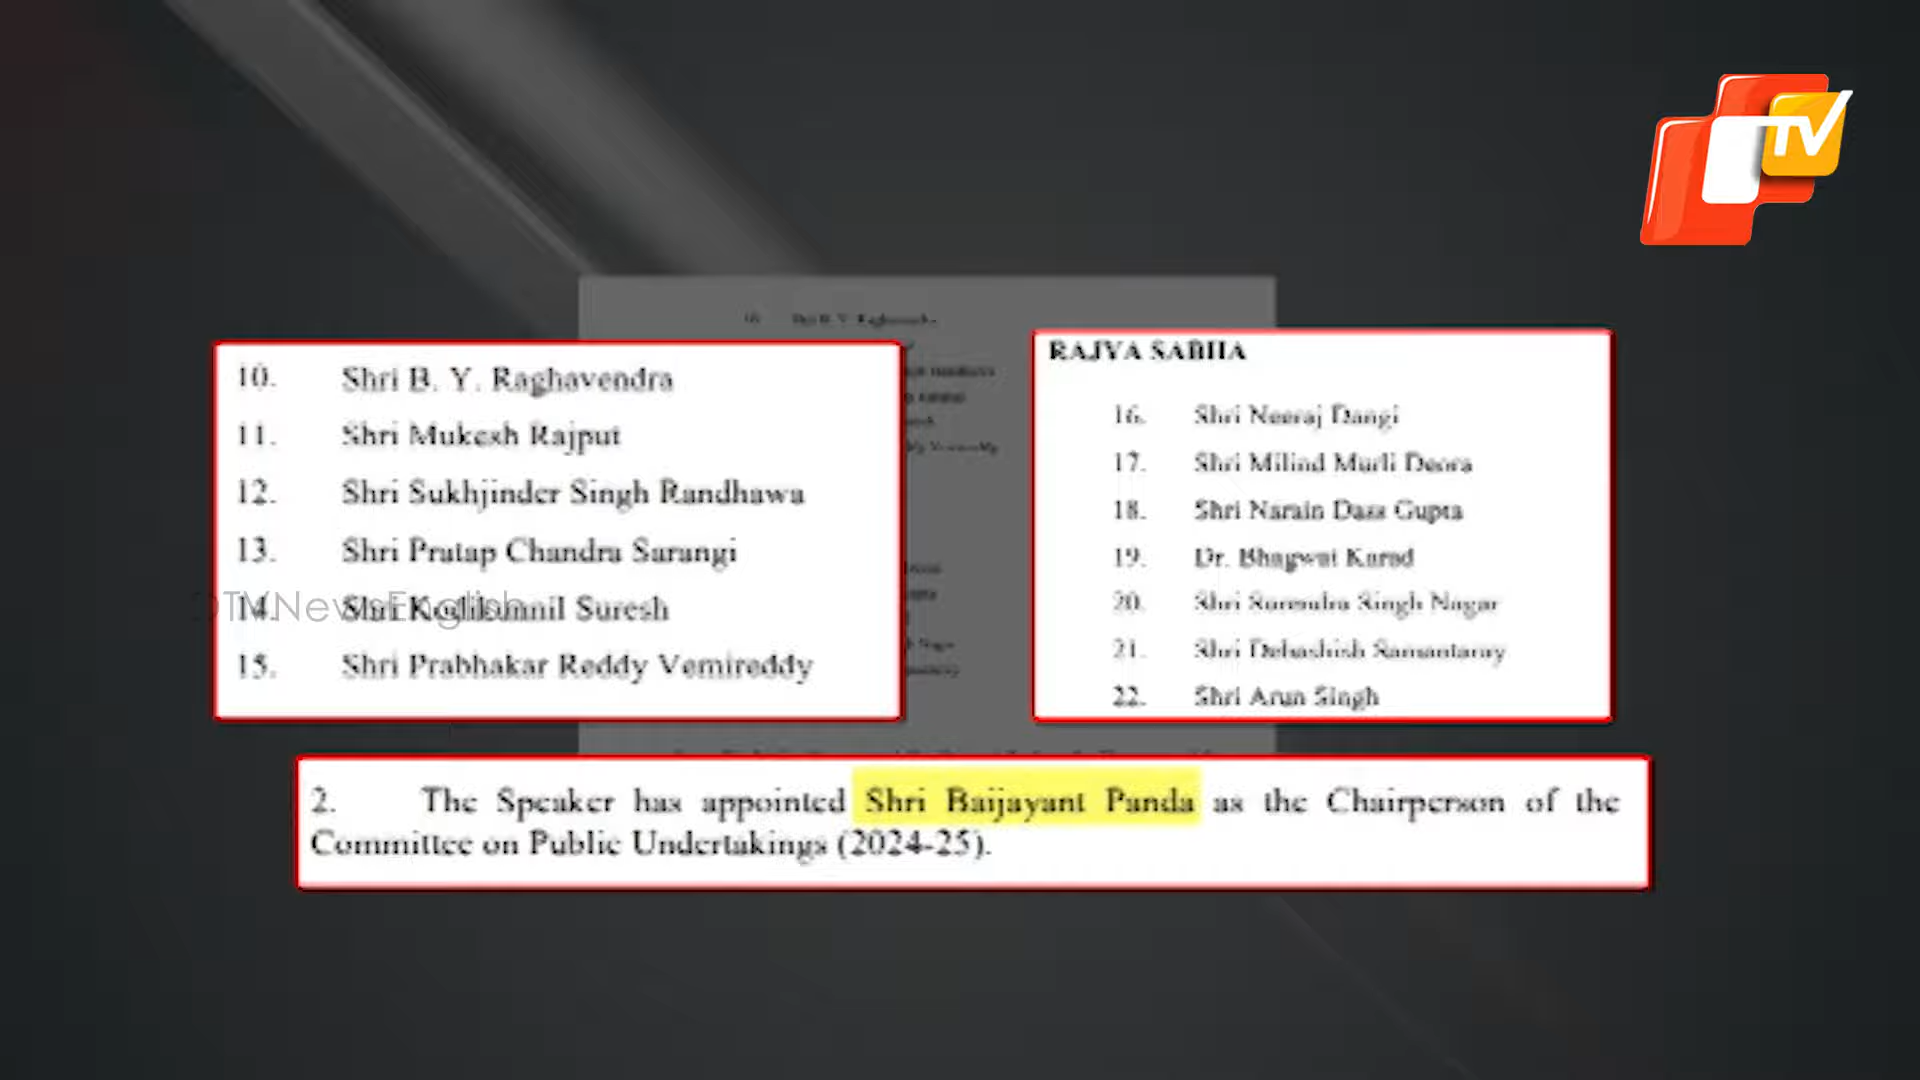 TV
10. Shri B. Y. Raghavendra
11. Shri Mukesh Rajput
12. Shri Sukhjinder Singh Randhawa
13. Shri Pratap Chandra Sarangi
14. Shri Kodikunnil Suresh
15. Shri Prabhakar Reddy Vemireddy
OTV News English
RAJYA SABHA
16. Shri Neeraj Dangi
17. Shri Milind Murli Deora
18. Shri Narain Dass Gupta
19. Dr. Bhagwat Karad
20. Shri Surendra Singh Nagar
21. Shri Debashish Samantaray
22. Shri Arun Singh
2. The Speaker has appointed Shri Baijayant Panda as the Chairperson of the
Committee on Public Undertakings (2024-25).